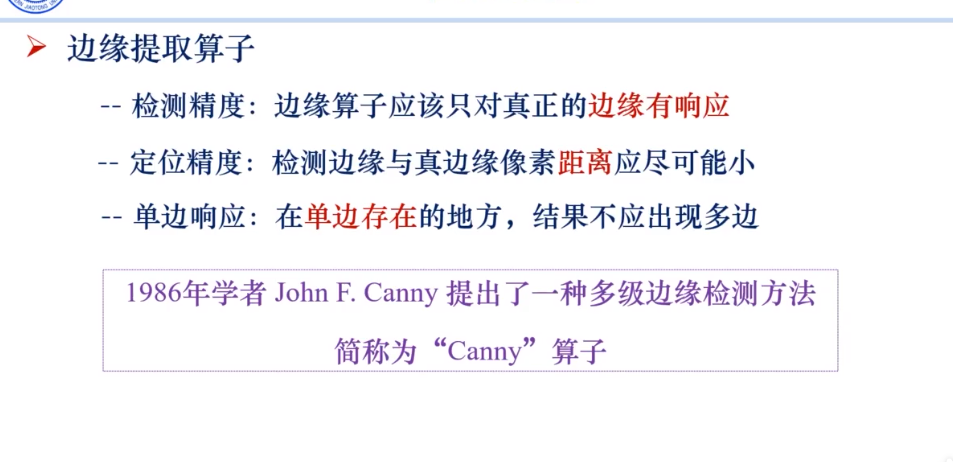 边缘提取算子
-- 检测精度：边缘算子应该只对真正的边缘有响应
-- 定位精度：检测边缘与真边缘像素距离应尽可能小
-- 单边响应：在单边存在的地方，结果不应出现多边
1986年学者 John F. Canny 提出了一种多级边缘检测方法
简称为“Canny”算子